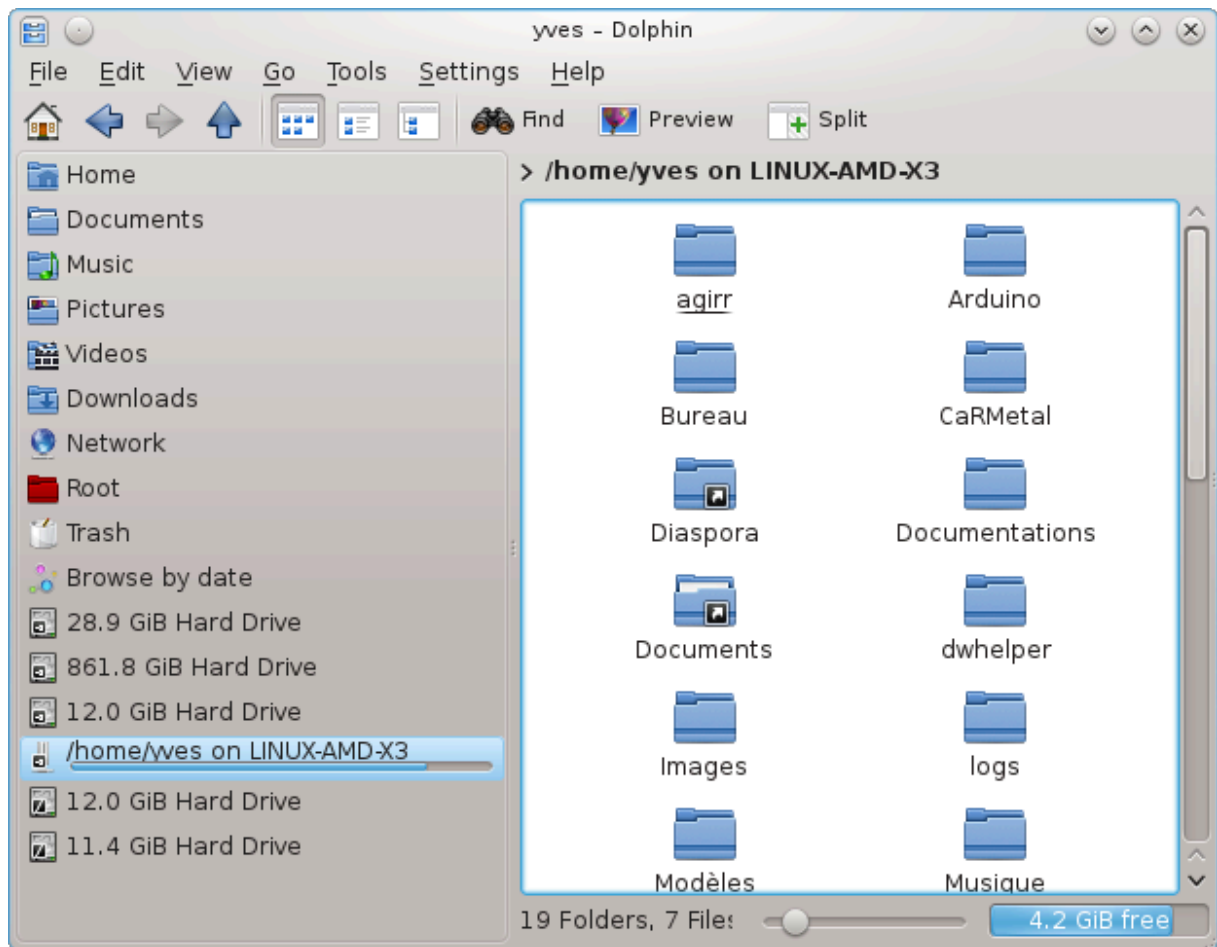 yves - Dolphin
File Edit View Go Tools Settings Help
Find Preview Split
Home
Documents
Music
Pictures
Videos
Downloads
Network
Root
Trash
Browse by date
28.9 GiB Hard Drive
861.8 GiB Hard Drive
12.0 GiB Hard Drive
/home/yves on LINUX-AMD-X3
12.0 GiB Hard Drive
11.4 GiB Hard Drive
> /home/yves on LINUX-AMD-X3
agirr Arduino
Bureau CaRMetal
Diaspora Documentations
Documents dwhelper
Images logs
Modèles Musique
19 Folders, 7 Files
4.2 GiB free